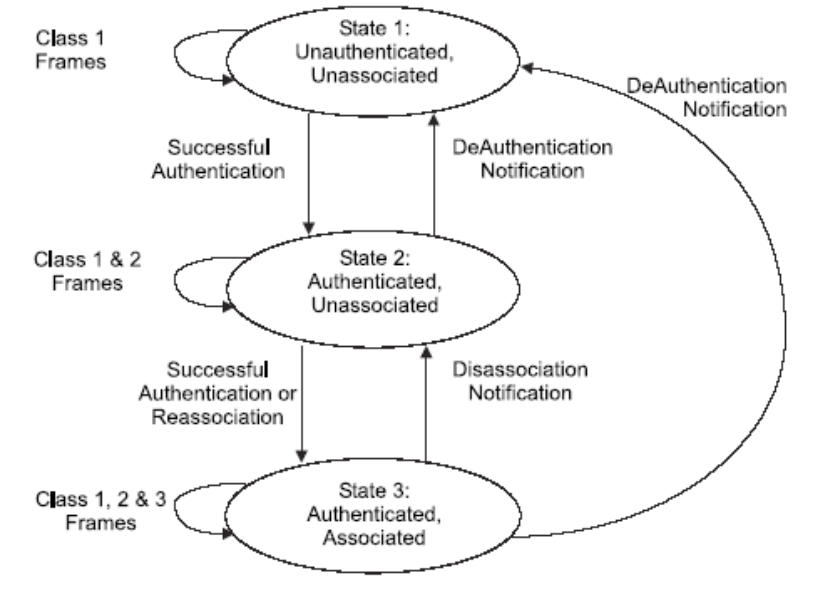 Class 1
Frames
State 1:
Unauthenticated,
Unassociated
DeAuthentication
Notification
Successful
Authentication
DeAuthentication
Notification
Class 1 & 2
Frames
State 2:
Authenticated,
Unassociated
Successful
Authentication or
Reassociation
Disassociation
Notification
Class 1, 2 & 3
Frames
State 3:
Authenticated,
Associated